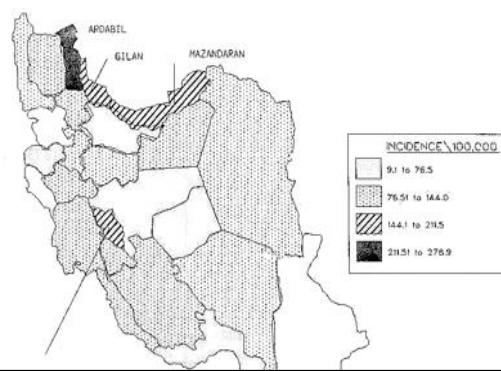 ARDABIL
GILAN
MAZANDARAN
INCIDENCE\100,000
9.1 to 76.5
76.51 to 144.0
144.1 to 211.5
211.51 to 278.9